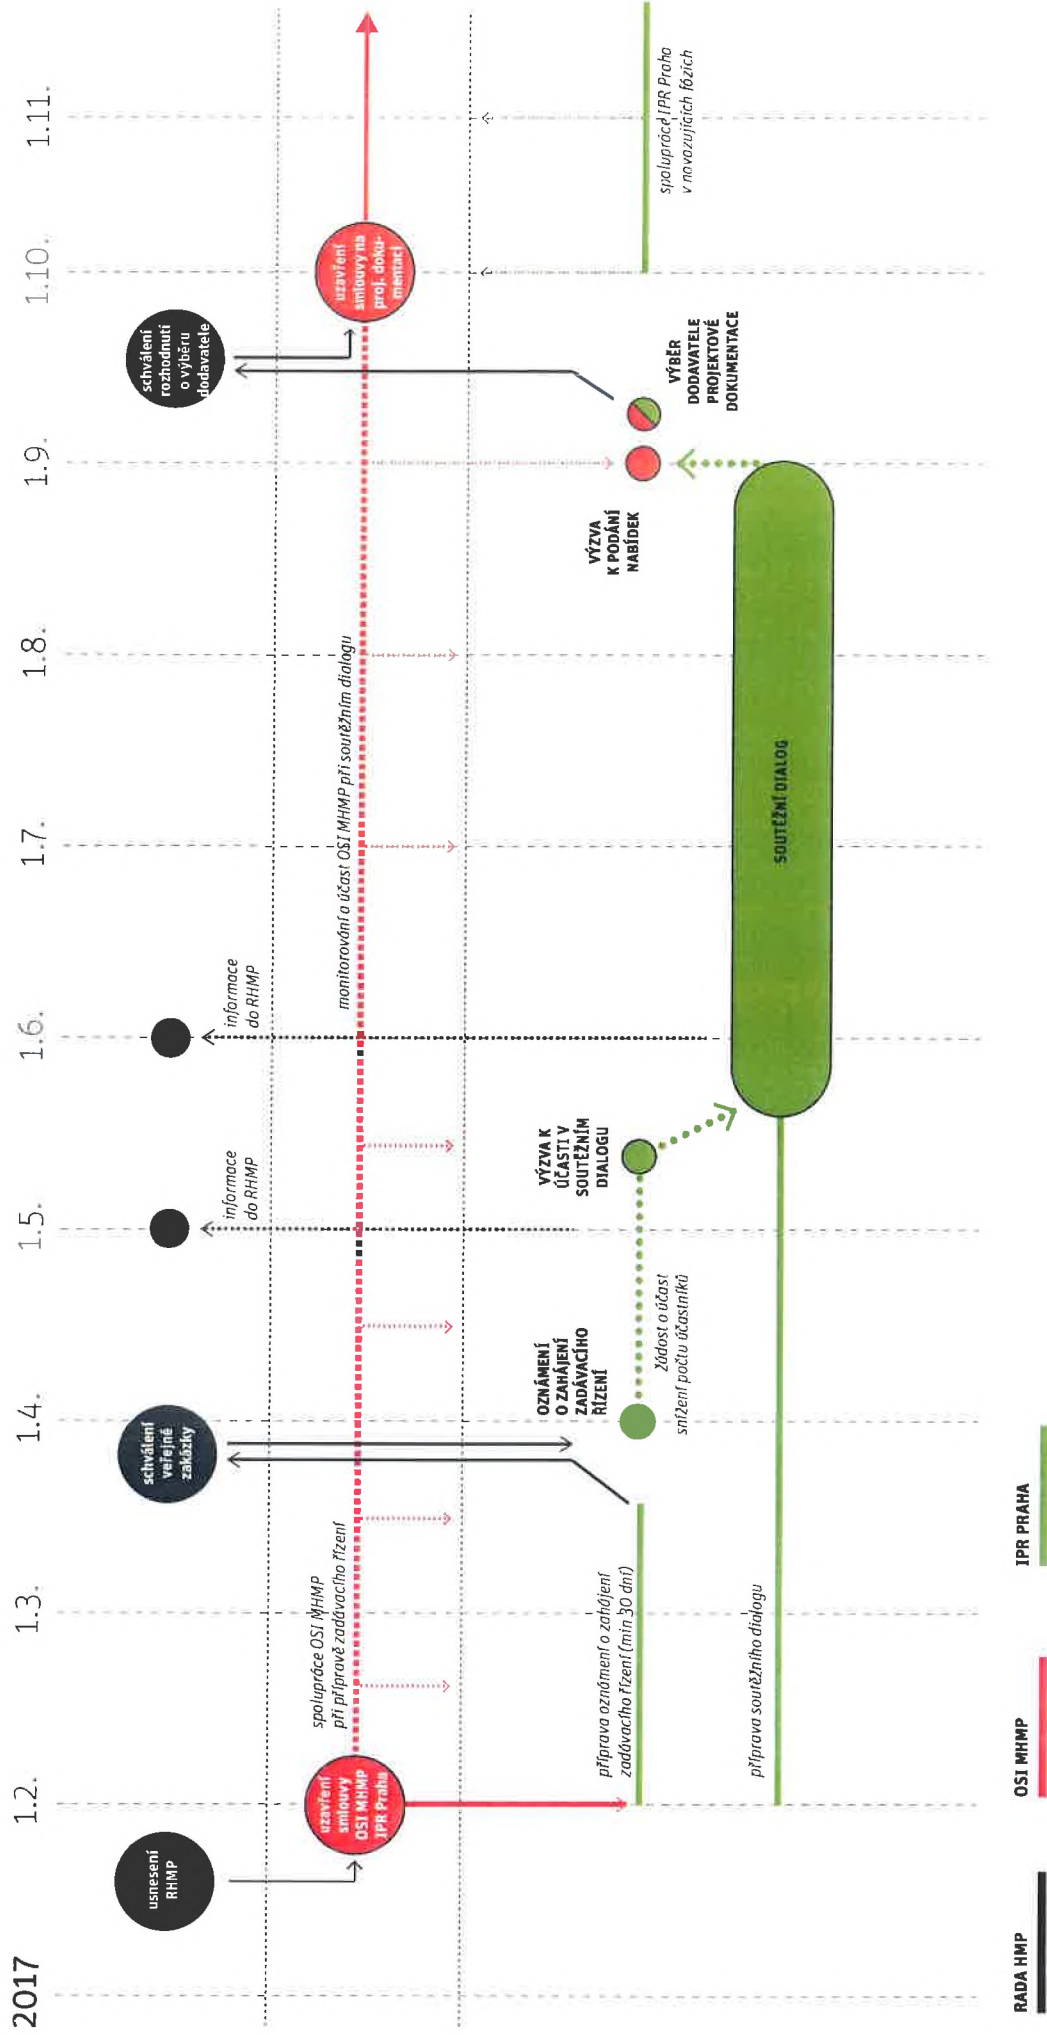 2017
1.2.
1.3.
1.4.
1.5.
1.6.
1.7.
1.8.
1.9.
1.10.
1.11.
usnesení
RHMP
schválení
veřejné
zakázky
schválení
rozhodnutí
o výběru
dodavatele
informace
do RHMP
informace
do RHMP
uzavření
smlouvy
OSI MHMP
IPR Praha
spolupráce OSI MHMP
při přípravě zadávacího řízení
monitorování a účast OSI MHMP při soutěžním dialogu
uzavření
smlouvy na
proj. doku-
mentaci
příprava oznámení o zahájení
zadávacího řízení (min 30 dní)
OZNÁMENÍ
O ZAHÁJENÍ
ZADÁVACÍHO
ŘÍZENÍ
žádost o účast
snížení počtu účastníků
VÝZVA K
ÚČASTI V
SOUTĚŽNÍM
DIALOGU
VÝZVA
K PODÁNÍ
NABÍDEK
VÝBĚR
DODAVATELE
PROJEKTOVÉ
DOKUMENTACE
spolupráce IPR Praha
v navazujících fázích
příprava soutěžního dialogu
SOUTĚŽNÍ DIALOG
RADA HMP
OSI MHMP
IPR PRAHA